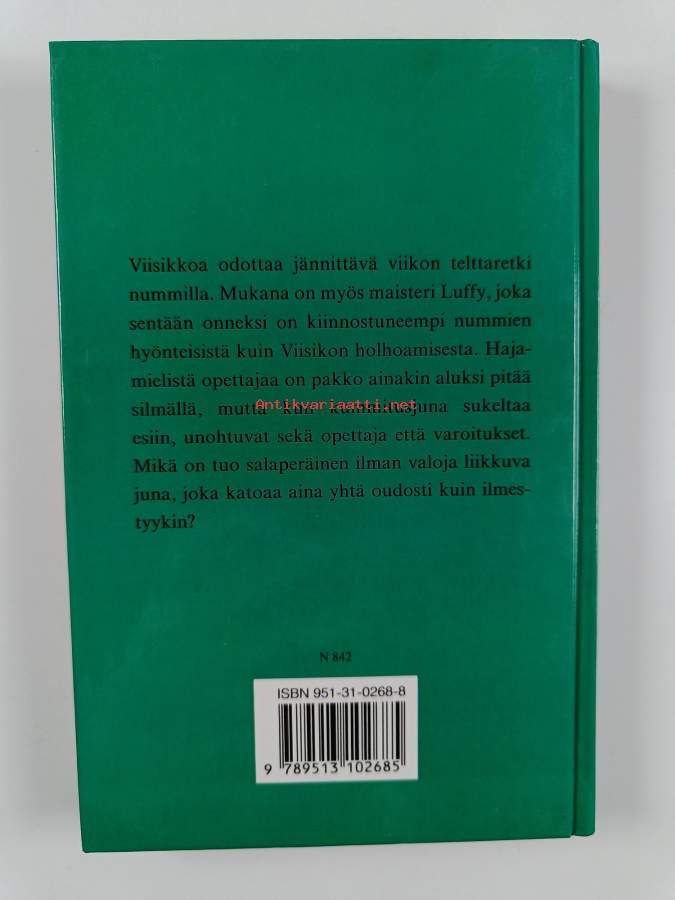 Viisikkoa odottaa jännittävä viikon telttaretki
nummilla. Mukana on myös maisteri Luffy, joka
sentään onneksi on kiinnostuneempi nummien
hyönteisistä kuin Viisikon holhoamisesta. Haja-
mielistä opettajaa on pakko ainakin aluksi pitää
silmällä, mutta kun kummitusjuna sukeltaa
Antikvariaatti.net
esiin, unohtuvat sekä opettaja että varoitukset.
Mikä on tuo salaperäinen ilman valoja liikkuva
juna, joka katoaa aina yhtä oudosti kuin ilmes-
tyykin?
N 842
ISBN 951-31-0268-8
9 789513 102685